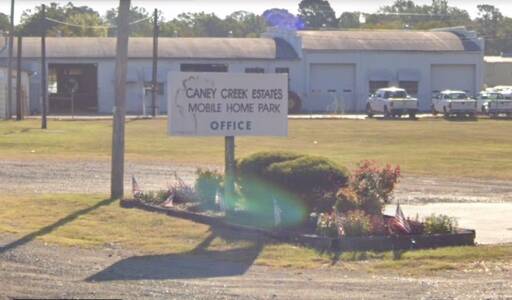 CANEY CREEK ESTATES
MOBILE HOME PARK
OFFICE